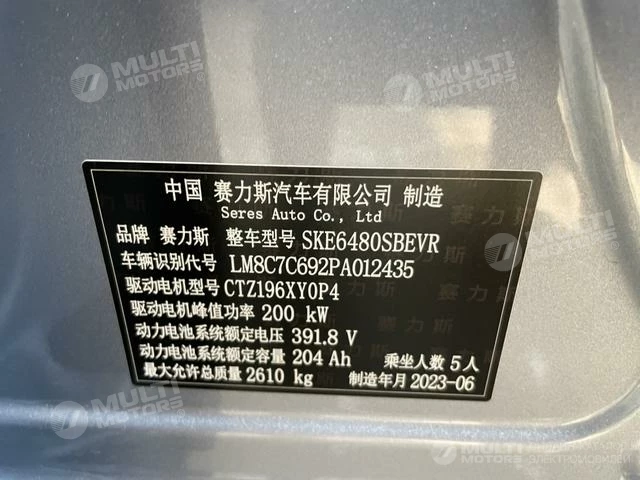 MULTI
MOTORS
MULTI
MOTORS
中国 赛力斯汽车有限公司 制造
Seres Auto Co., Ltd
品牌 赛力斯 整车型号 SKE6480SBEVR
车辆识别代号 LM8C7C692PA012435
驱动电机型号 CTZ196XY0P4
驱动电机峰值功率 200 kW
动力电池系统额定电压 391.8 V
动力电池系统额定容量 204 Ah 乘坐人数 5人
最大允许总质量 2610 kg 制造年月 2023-06
MULTI
MOTORS
MULTI
MOTORS ЭЛЕКТРОМОБИЛЕЙ